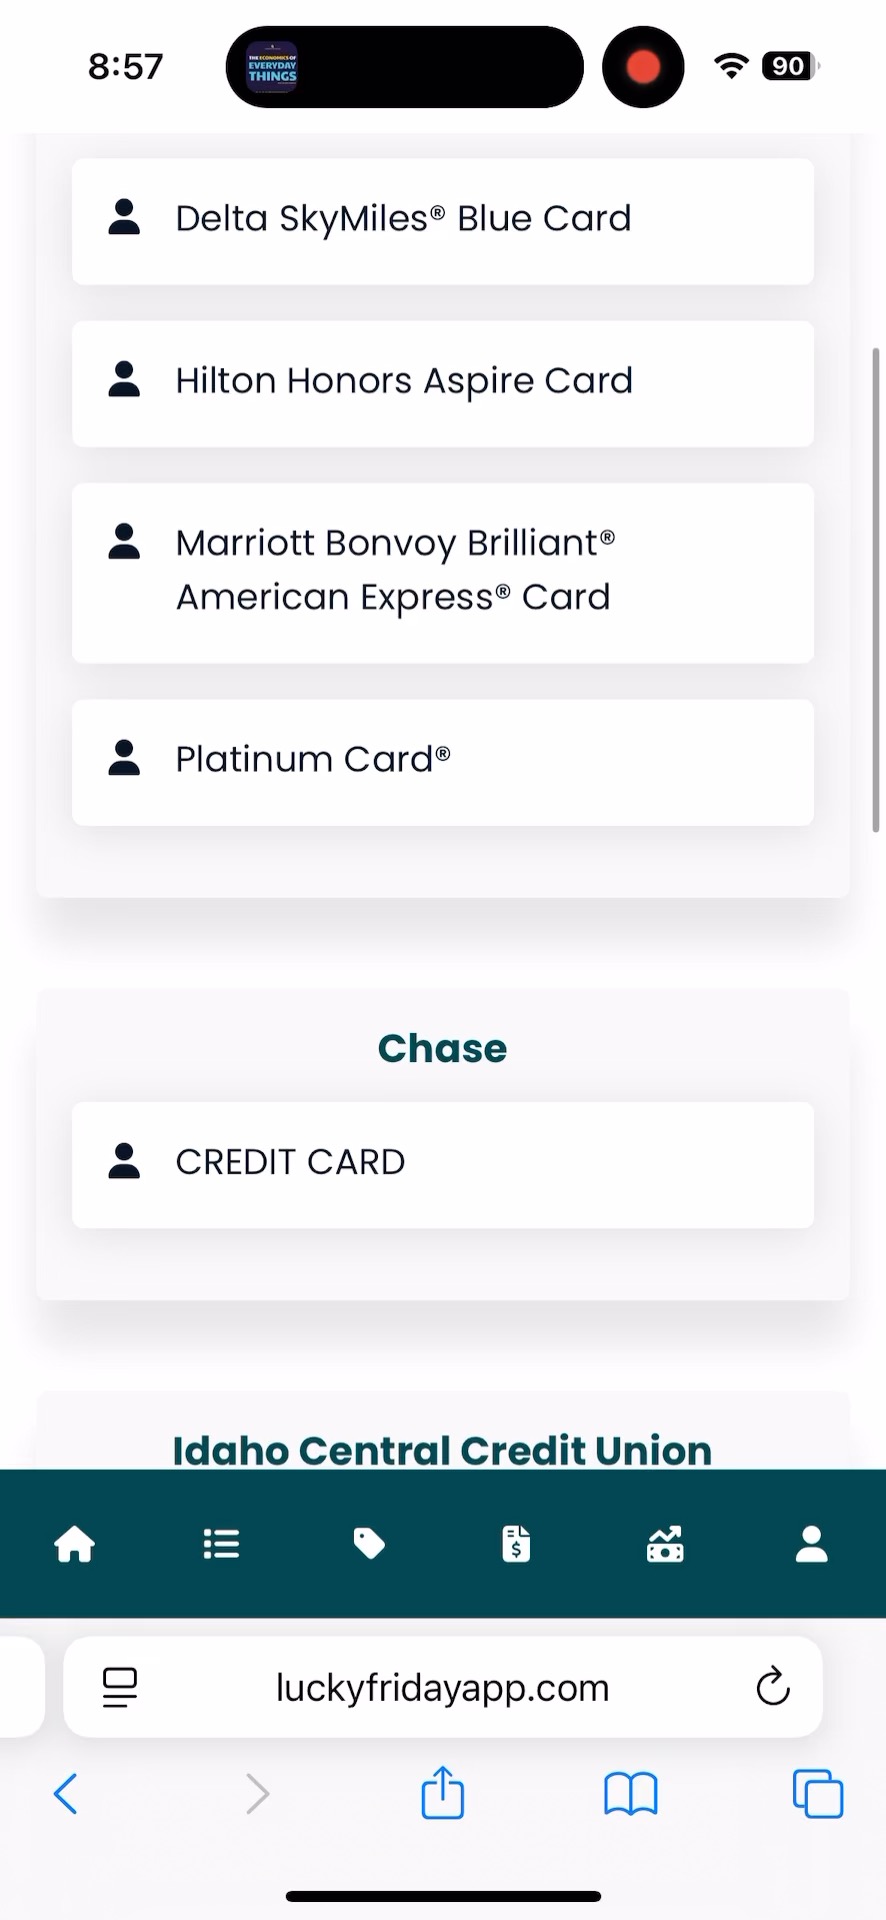 8:57
THE ECONOMICS OF
EVERYDAY
THINGS
90
Delta SkyMiles® Blue Card
Hilton Honors Aspire Card
Marriott Bonvoy Brilliant®
American Express® Card
Platinum Card®
Chase
CREDIT CARD
Idaho Central Credit Union
luckyfridayapp.com